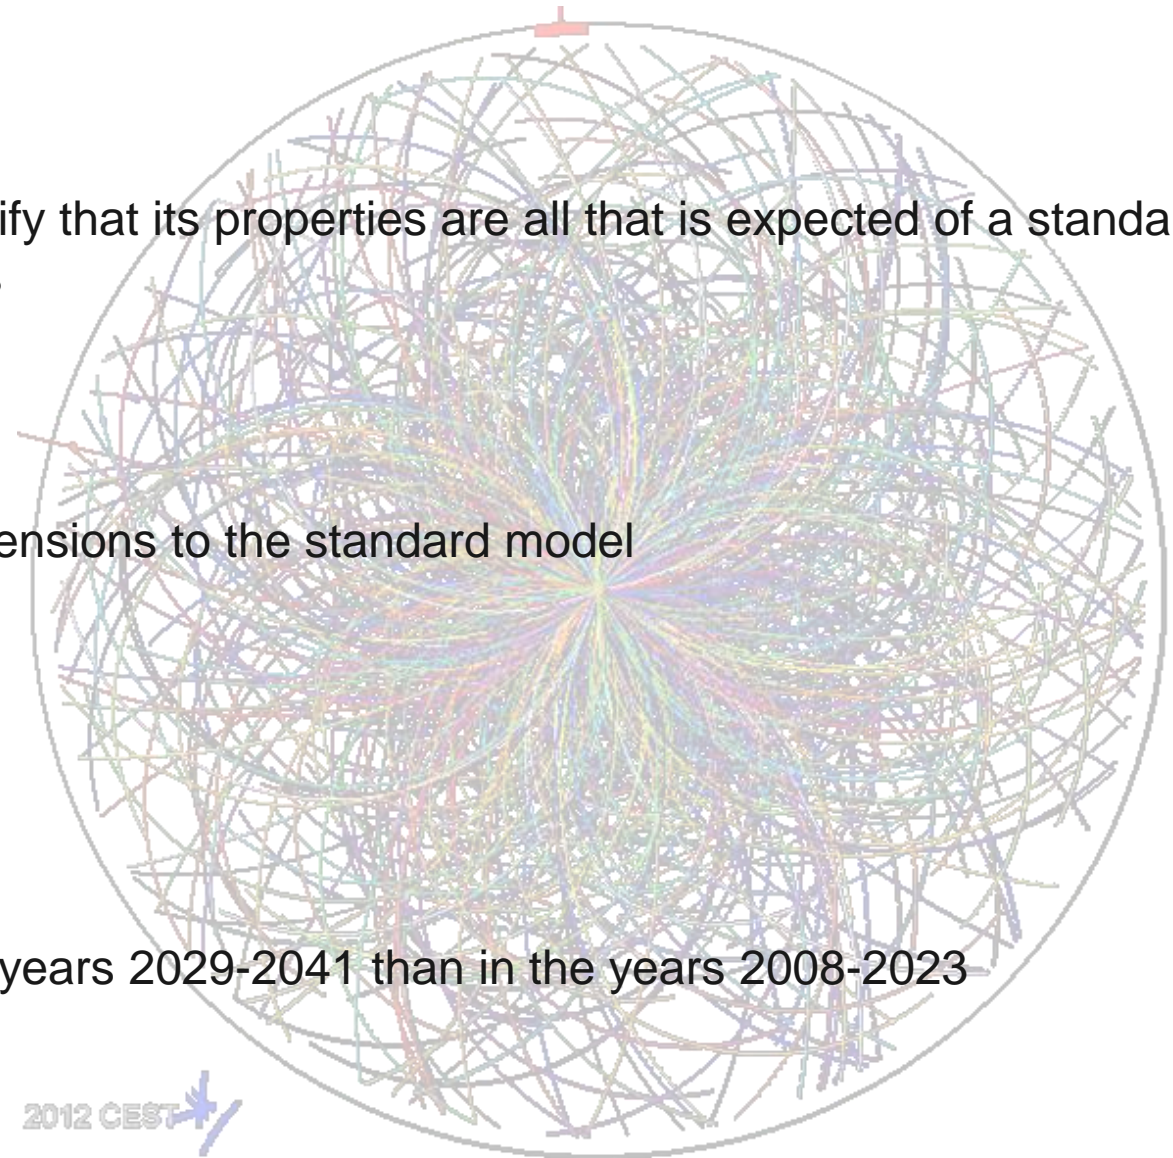 ify that its properties are all that is expected of a standa
ensions to the standard model
years 2029-2041 than in the years 2008-2023
2012 CEST